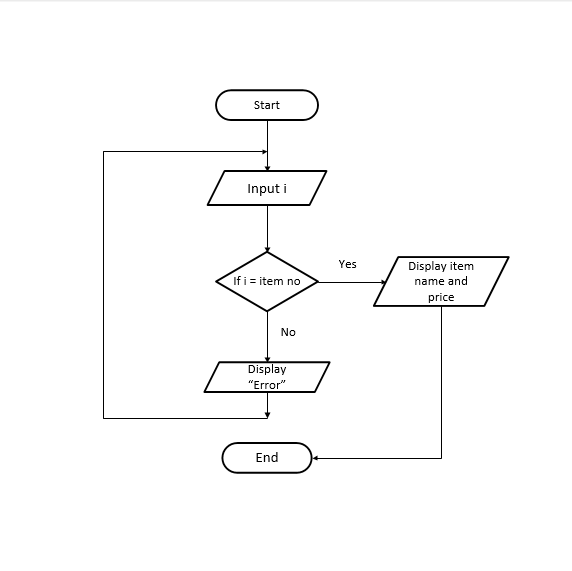 Start
Input i
If i = item no
Yes
Display item
name and
price
No
Display
“Error”
End